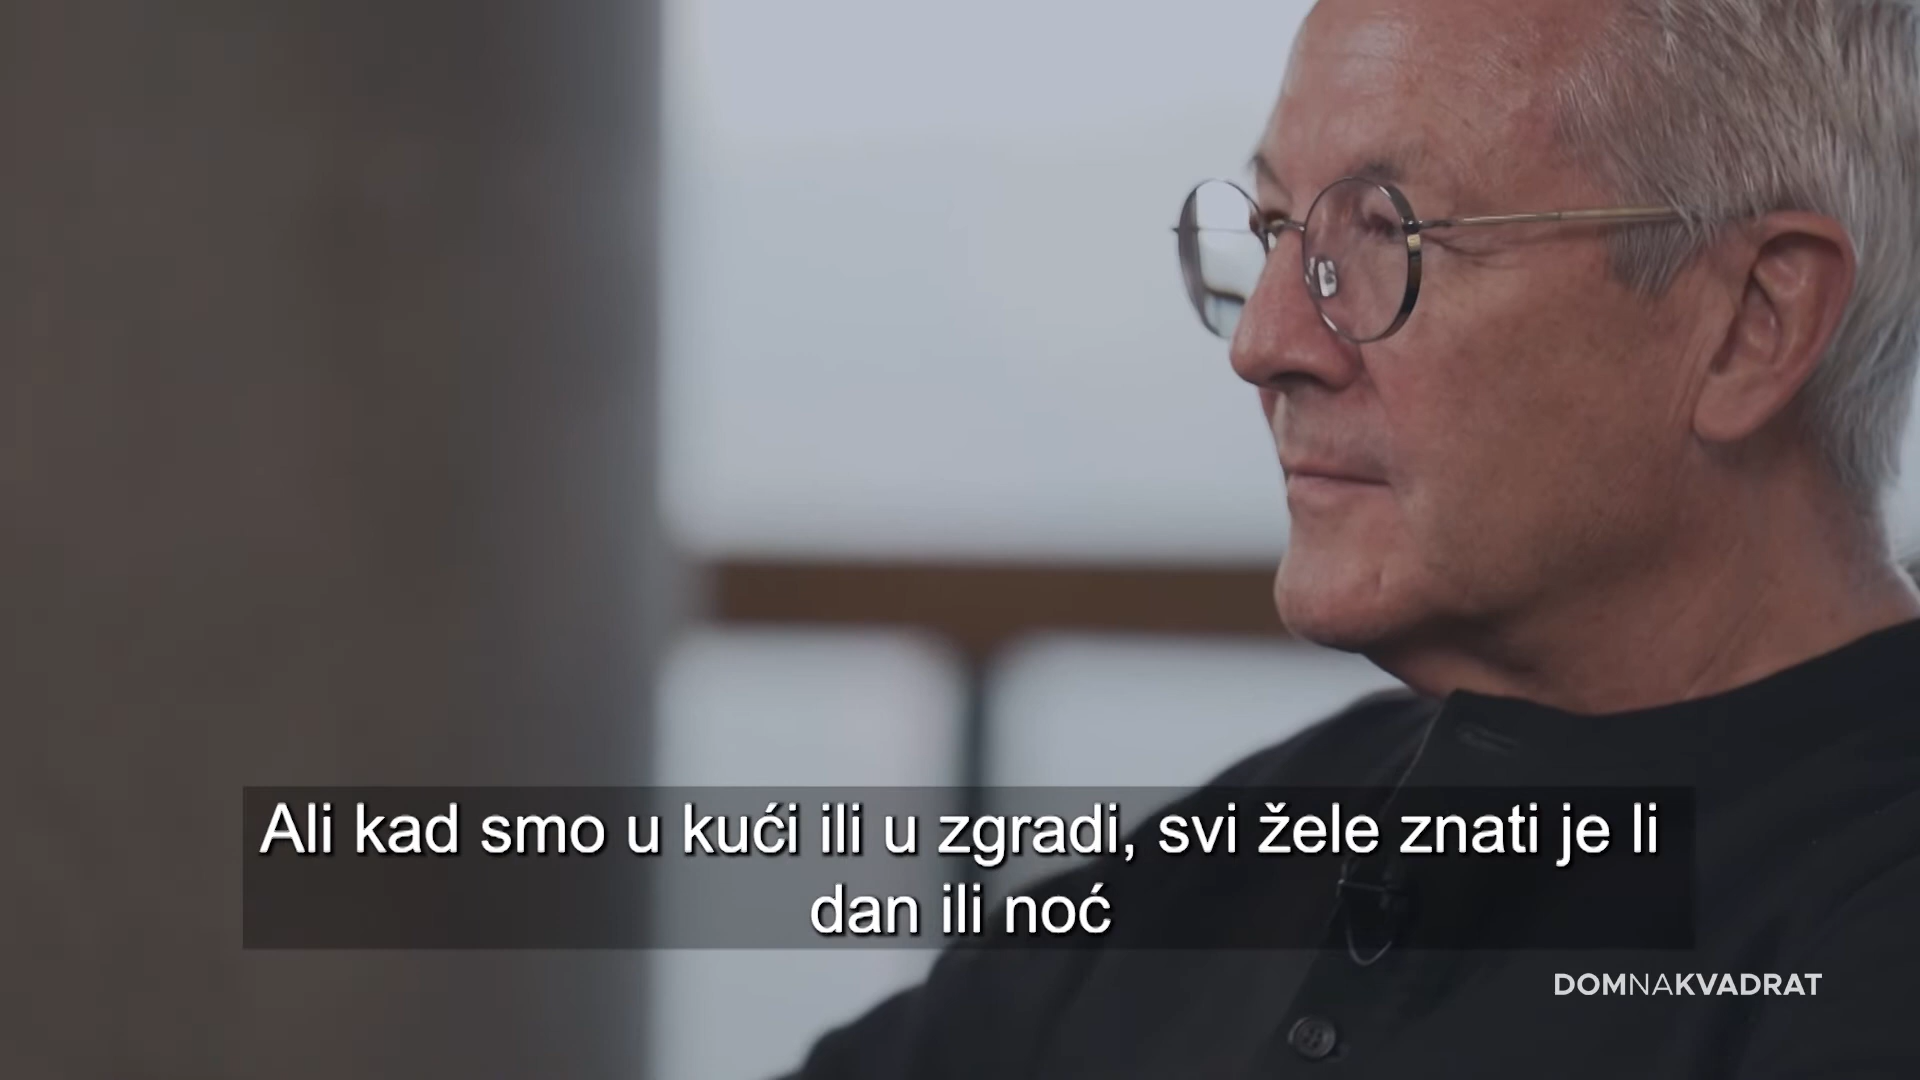 Ali kad smo u kući ili u zgradi, svi žele znati je li
dan ili noć
DOMNAKVADRAT